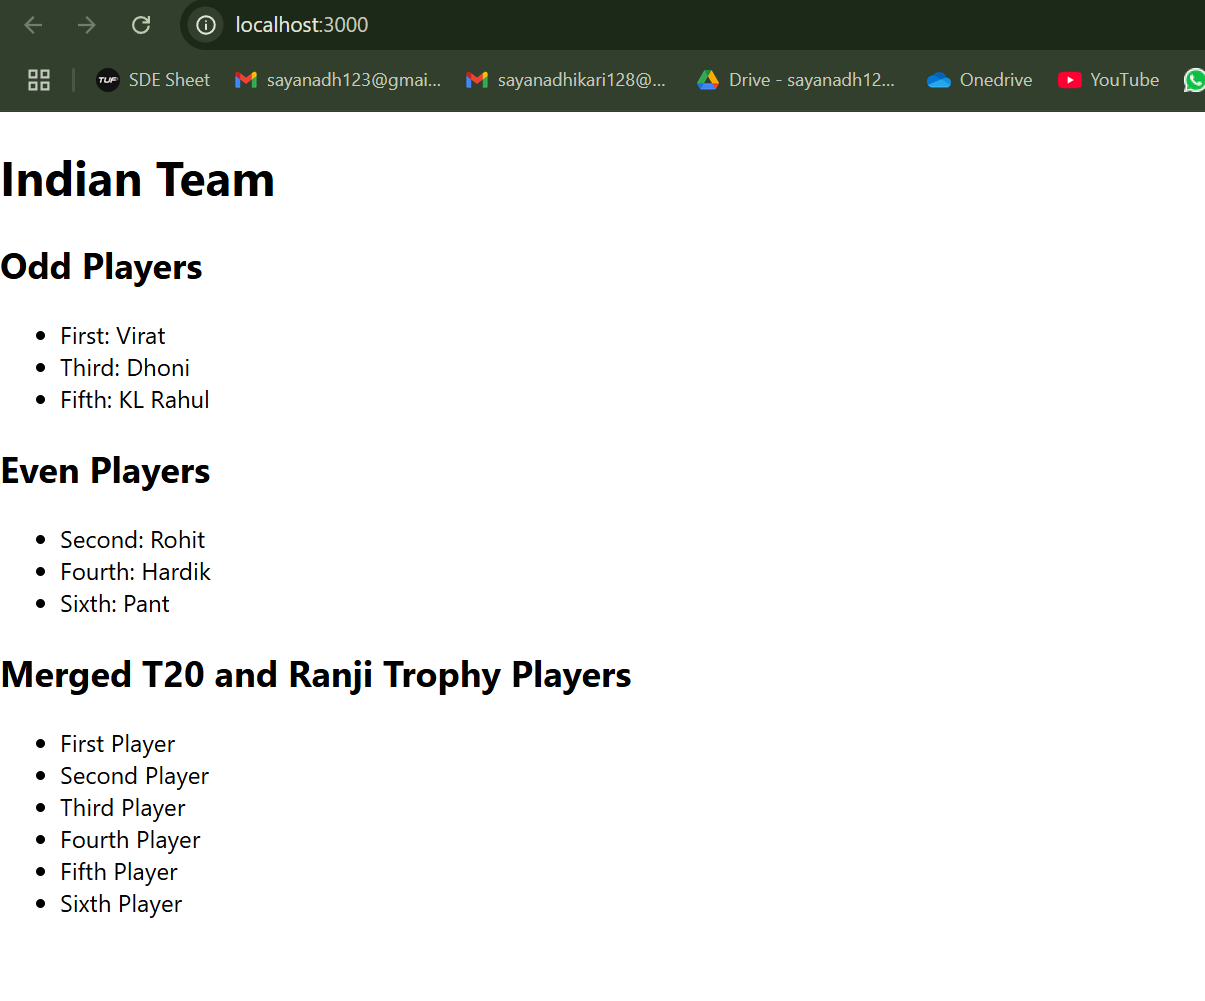 localhost:3000
TUF SDE Sheet sayanadh123@gmai... sayanadhikari128@... Drive - sayanadh12... Onedrive YouTube
Indian Team
Odd Players
First: Virat
Third: Dhoni
Fifth: KL Rahul
Even Players
Second: Rohit
Fourth: Hardik
Sixth: Pant
Merged T20 and Ranji Trophy Players
First Player
Second Player
Third Player
Fourth Player
Fifth Player
Sixth Player